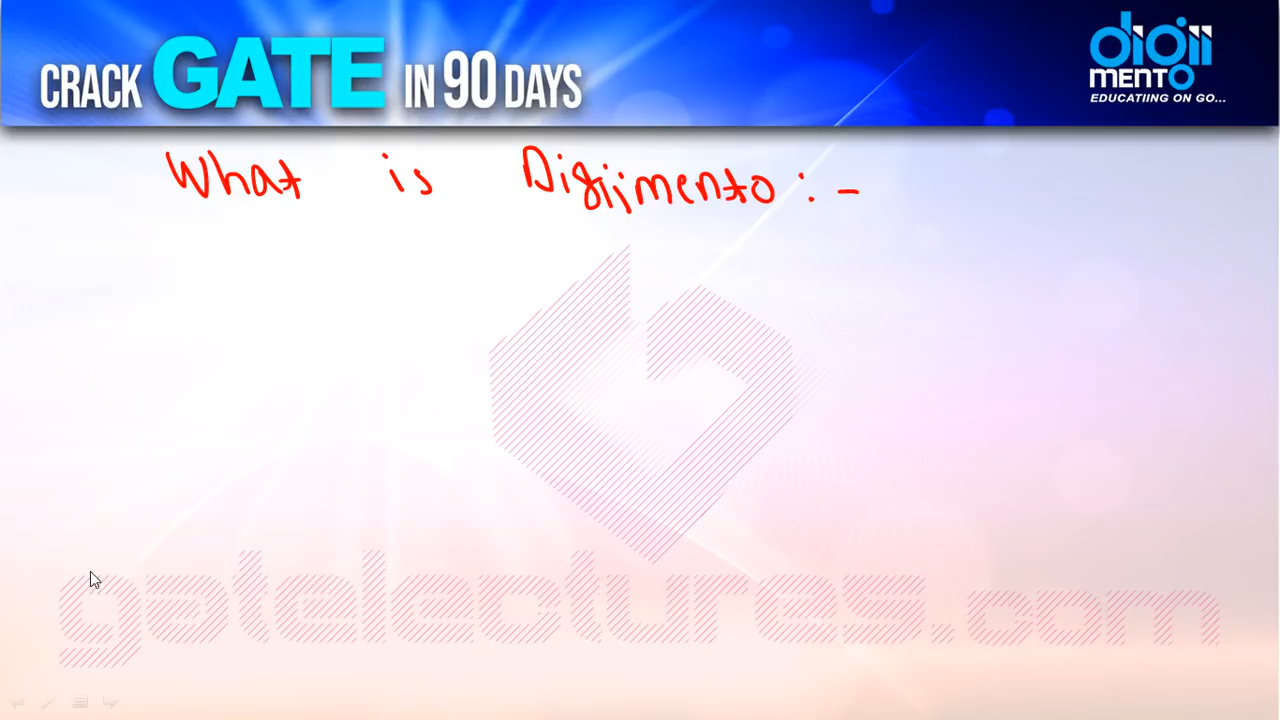 CRACK GATE IN 90 DAYS
digii
MENTO
EDUCATIING ON GO...
What is Digiimento:-
gatelectures.com